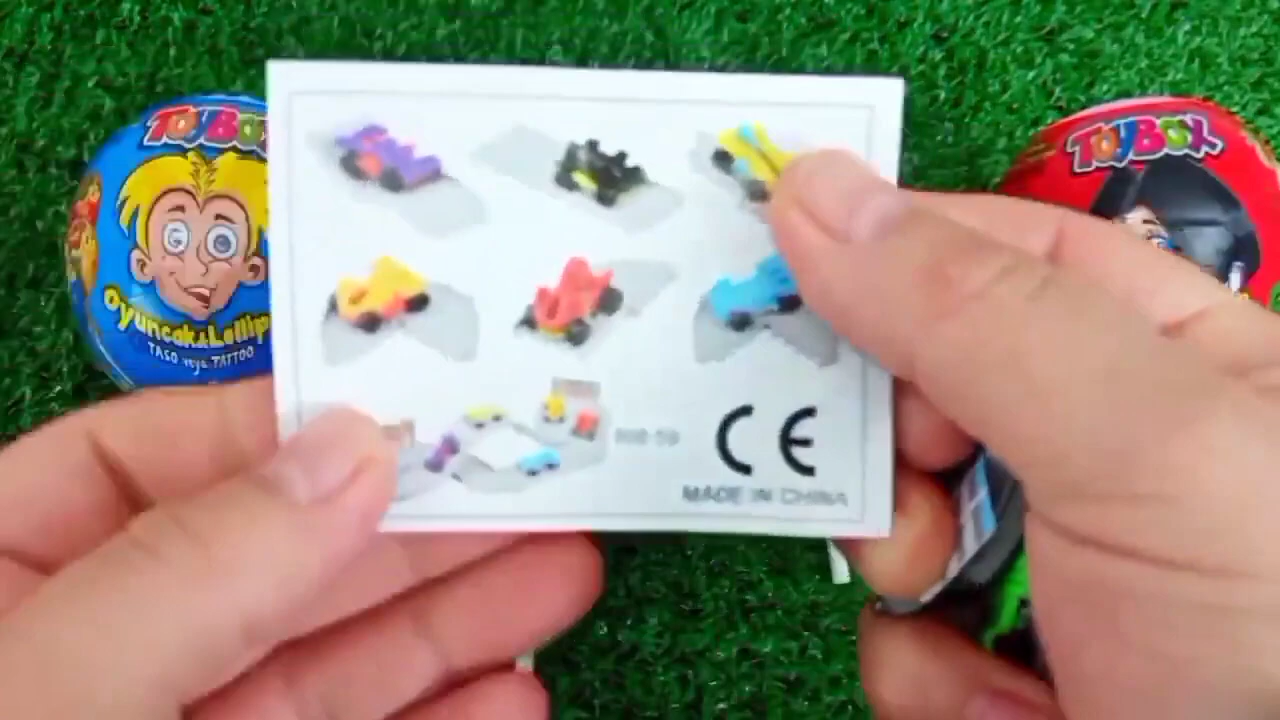 TOYBOX
Oyuncak&Lollip
TASO veya TATTOO
TOYBOX
CE
MADE IN CHINA